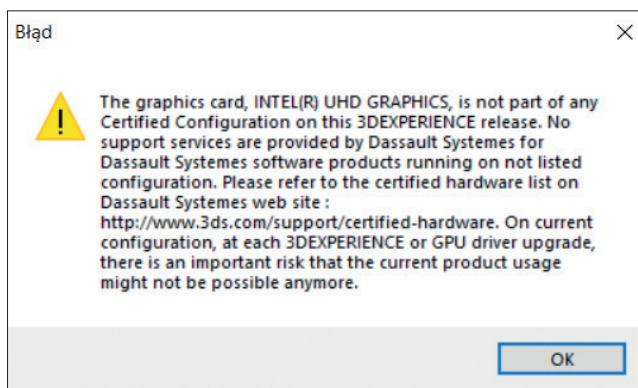 Błąd
The graphics card, INTEL(R) UHD GRAPHICS, is not part of any
Certified Configuration on this 3DEXPERIENCE release. No
support services are provided by Dassault Systemes for
Dassault Systemes software products running on not listed
configuration. Please refer to the certified hardware list on
Dassault Systemes web site :
http://www.3ds.com/support/certified-hardware. On current
configuration, at each 3DEXPERIENCE or GPU driver upgrade,
there is an important risk that the current product usage
might not be possible anymore.
OK